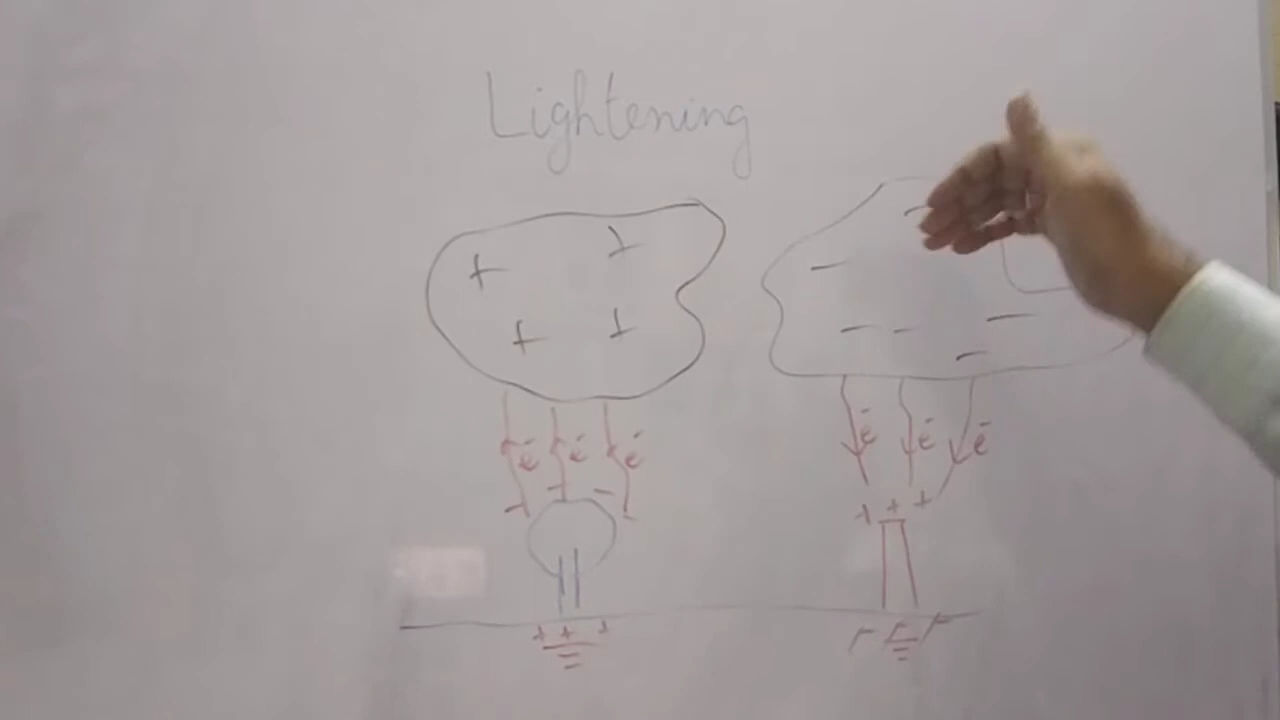 Lightening
+ +
+ +
- -
- - -
-
e⁻ e⁻ e⁻
e⁻ e⁻ e⁻
- - - -
+ + +
+ + +
- - -